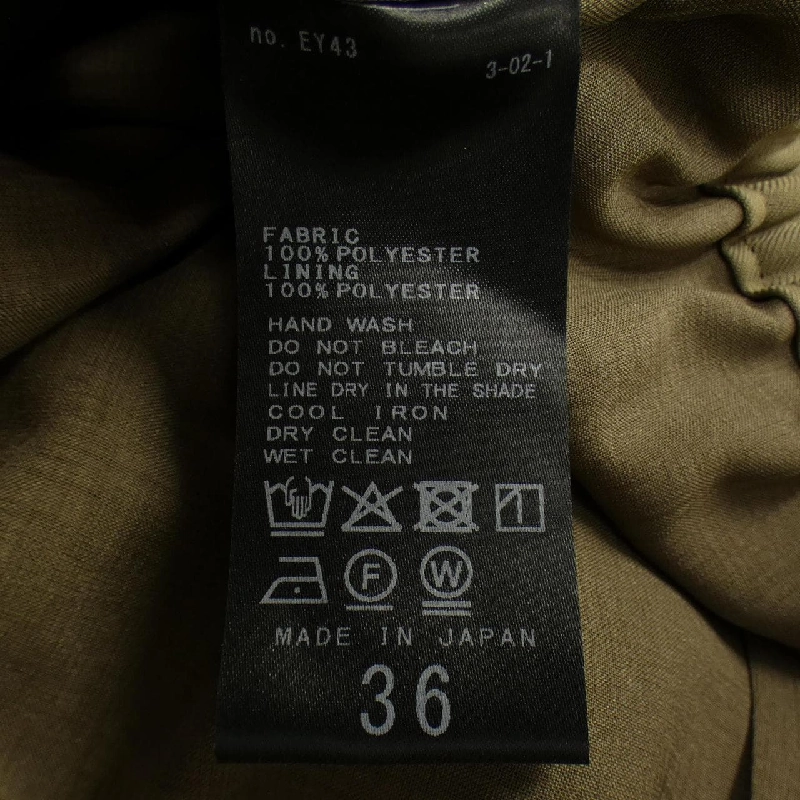 no. EY43
3-02-1
FABRIC
100% POLYESTER
LINING
100% POLYESTER
HAND WASH
DO NOT BLEACH
DO NOT TUMBLE DRY
LINE DRY IN THE SHADE
COOL IRON
DRY CLEAN
WET CLEAN
F W
MADE IN JAPAN
36